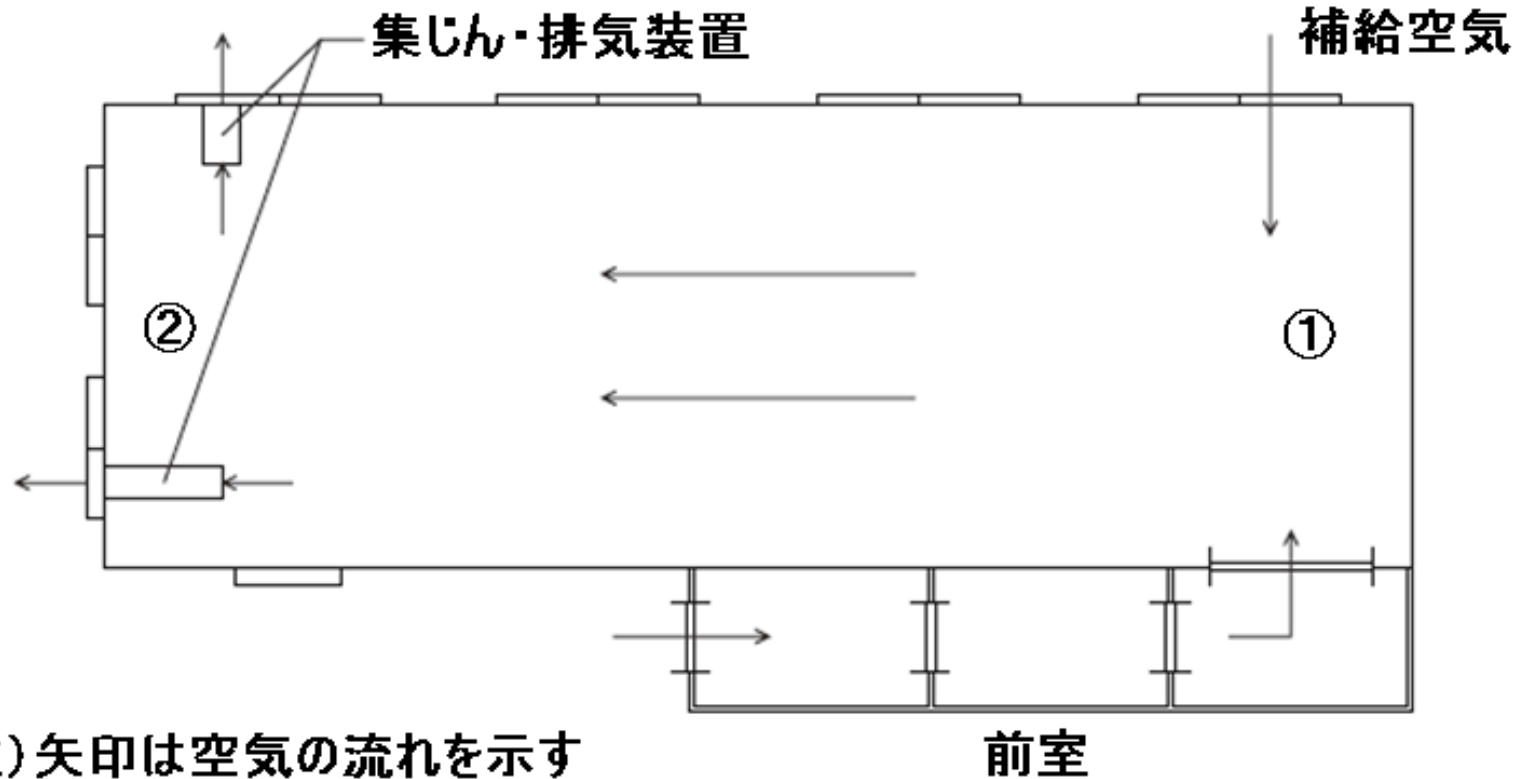 集じん・排気装置
補給空気
②
①
)矢印は空気の流れを示す
前室